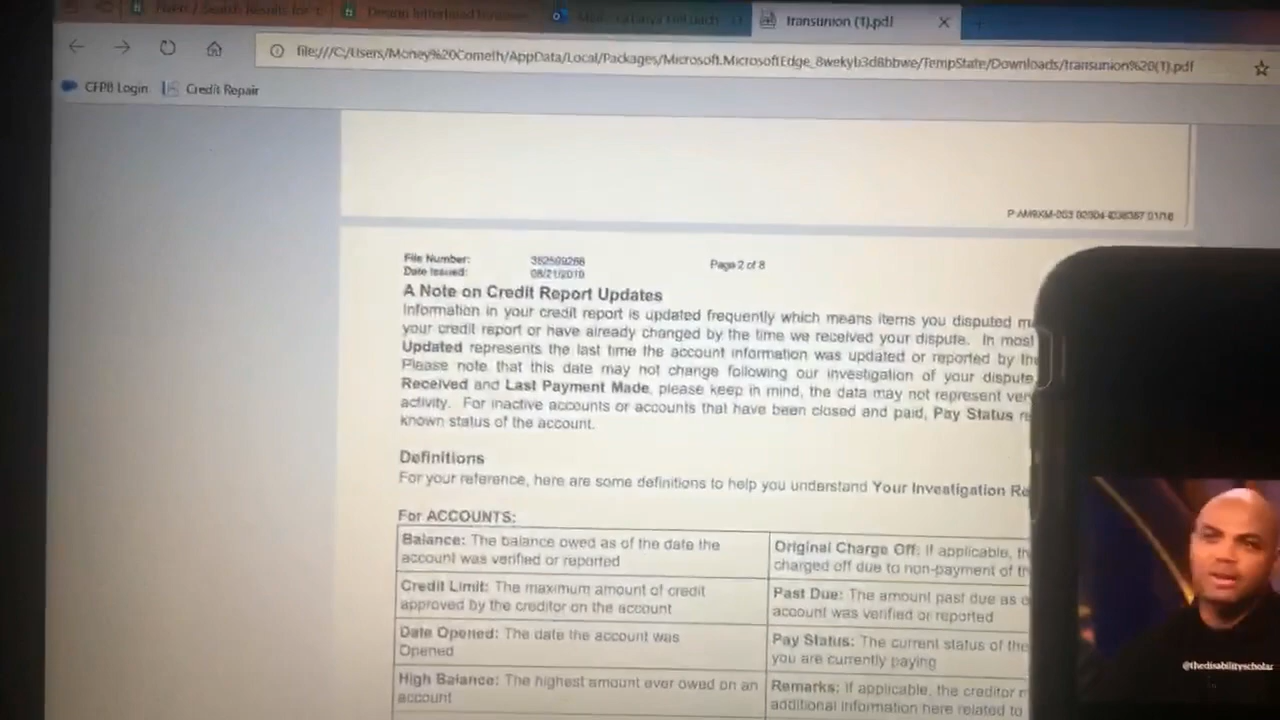 transunion (1).pdf
file:///C:/Users/Money%20Cometh/AppData/Local/Packages/Microsoft.MicrosoftEdge_8wekyb3d8bbwe/TempState/Downloads/transunion%20(1).pdf
CFPB Login
Credit Repair
File Number:
Page 2 of 8
Date Issued:
A Note on Credit Report Updates
Information in your credit report is updated frequently which means items you disputed m
your credit report or have already changed by the time we received your dispute. In most
Updated represents the last time the account information was updated or reported by the
Please note that this date may not change following our investigation of your dispute
Received and Last Payment Made, please keep in mind, the data may not represent very
activity. For inactive accounts or accounts that have been closed and paid, Pay Status re
known status of the account.
Definitions
For your reference, here are some definitions to help you understand Your Investigation Re
For ACCOUNTS:
Balance: The balance owed as of the date the
account was verified or reported
Original Charge Off: If applicable, th
charged off due to non-payment of th
Credit Limit: The maximum amount of credit
approved by the creditor on the account
Past Due: The amount past due as o
account was verified or reported
Date Opened: The date the account was
Opened
Pay Status: The current status of the
you are currently paying
High Balance: The highest amount ever owed on an
account
Remarks: If applicable, the creditor m
additional information here related to
@thedisabilityscholar